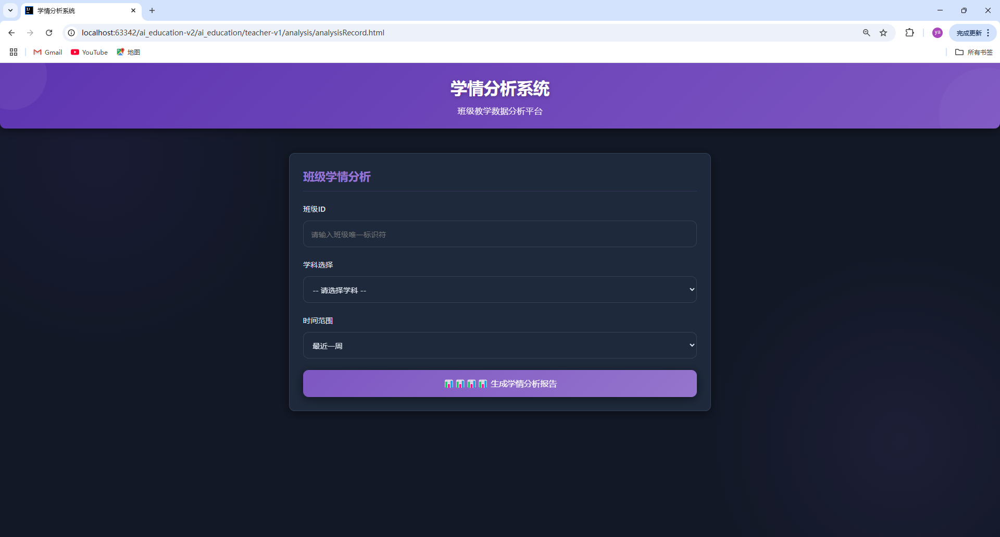 学情分析系统
localhost:63342/ai_education-v2/ai_education/teacher-v1/analysis/analysisRecord.html
ya
完成更新
Gmail
YouTube
地图
所有书签
学情分析系统
班级教学数据分析平台
班级学情分析
班级ID
请输入班级唯一标识符
学科选择
-- 请选择学科 --
时间范围
最近一周
📊 📊 📊 📊 生成学情分析报告